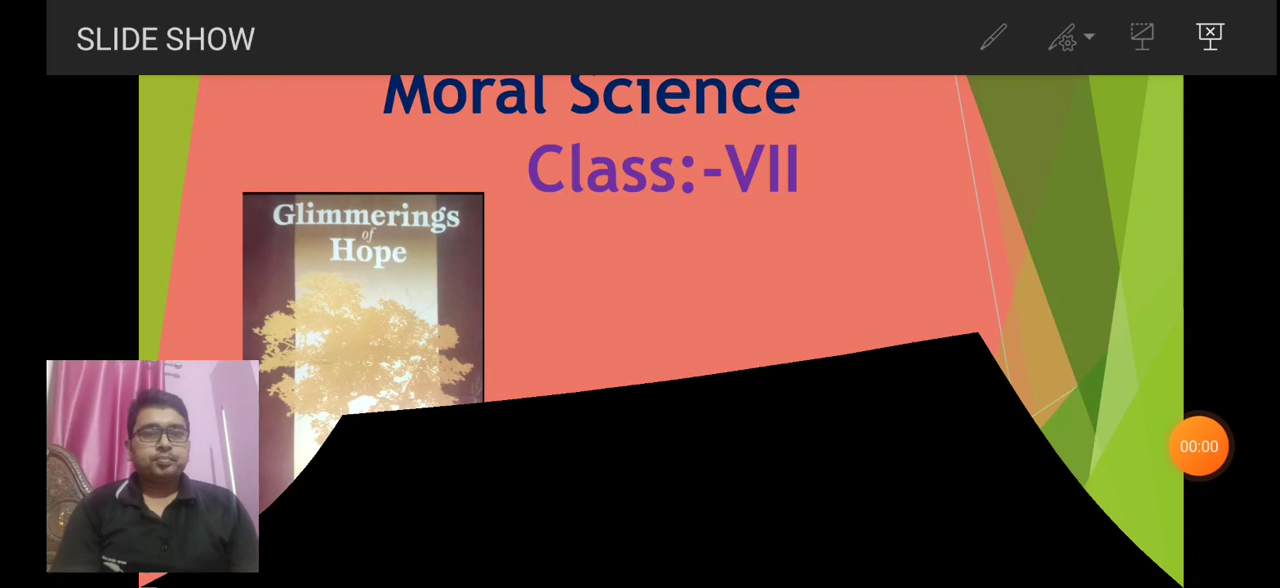 SLIDE SHOW
Moral Science
Class:-VII
Glimmerings
of
Hope
00:00